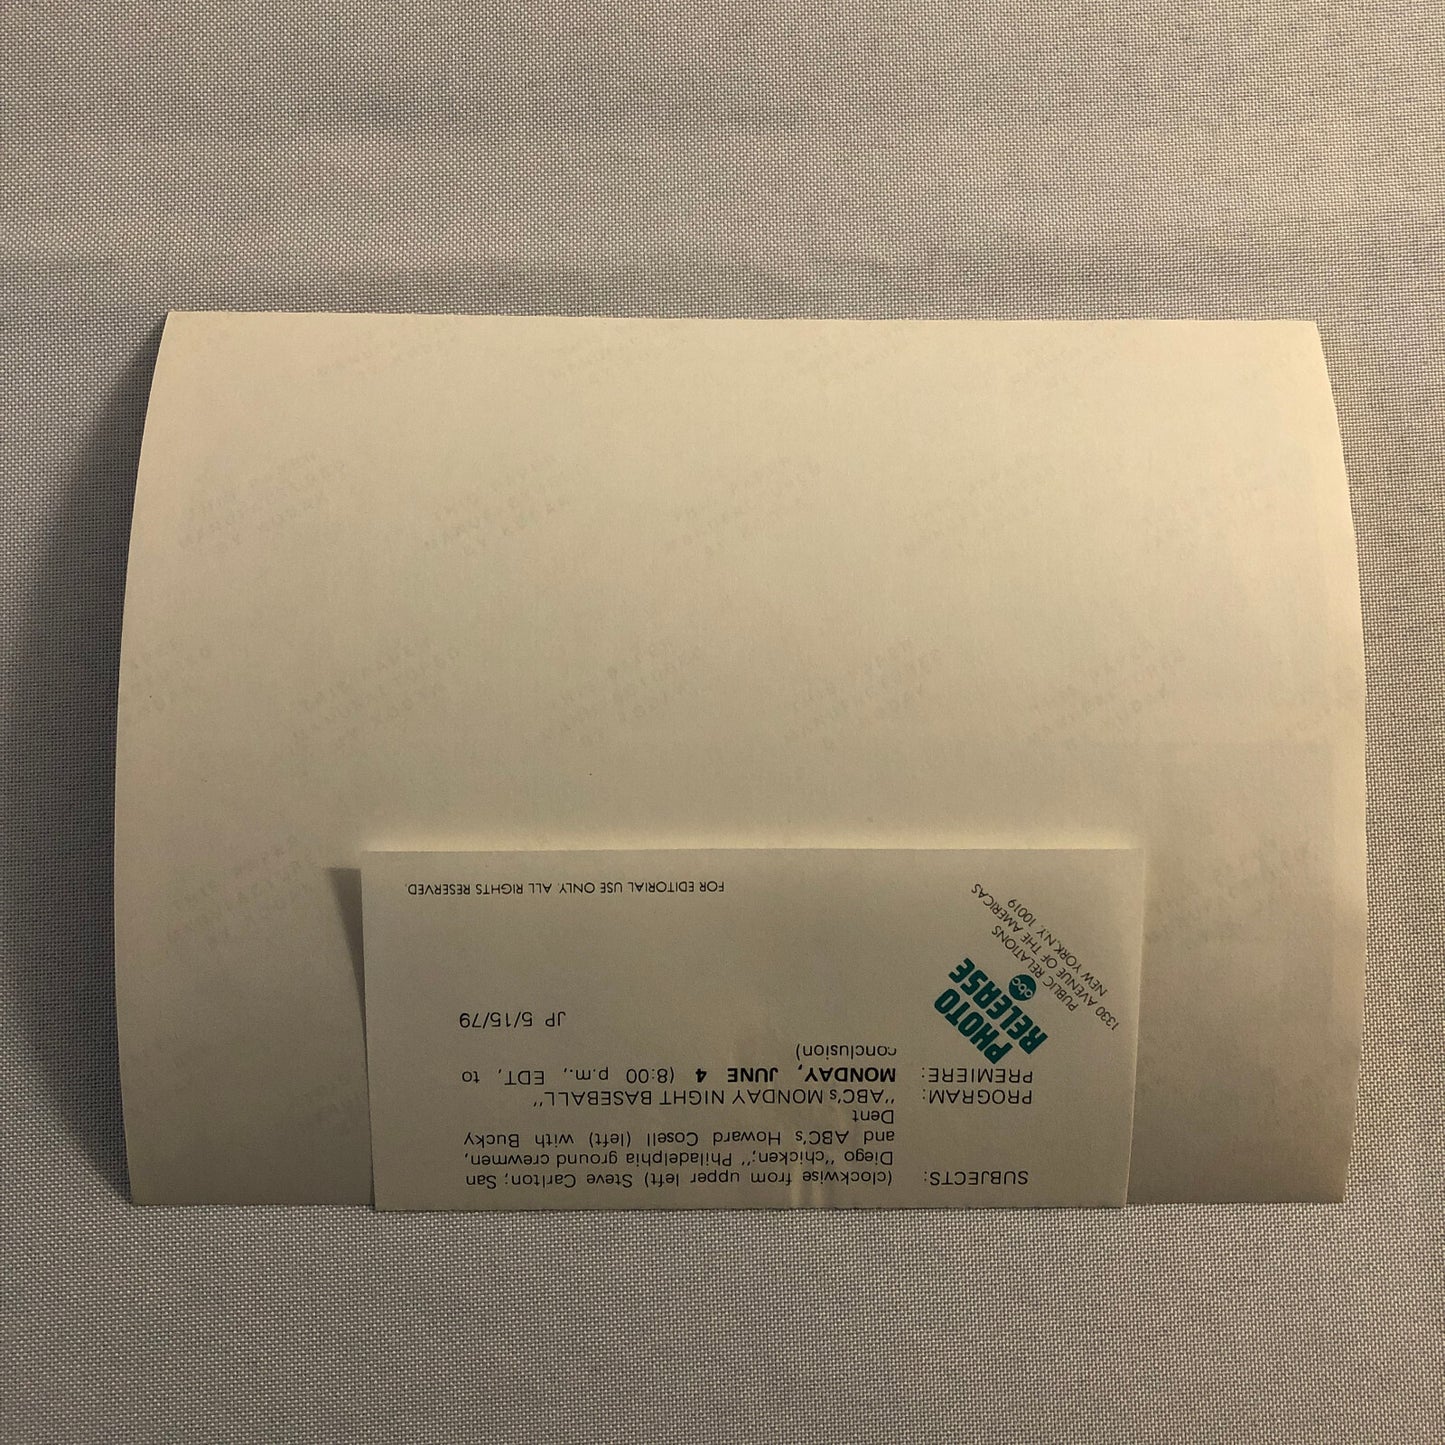 SUBJECTS: (clockwise from upper left) Steve Carlton; San
Diego "chicken;" Philadelphia ground crewmen,
and ABC's Howard Cosell (left) with Bucky
Dent
PROGRAM: "ABC's MONDAY NIGHT BASEBALL"
PREMIERE: MONDAY, JUNE 4 (8:00 p.m., EDT, to
conclusion)
JP 5/15/79
PHOTO
RELEASE
abc
PUBLIC RELATIONS
1330 AVENUE OF THE AMERICAS
NEW YORK, N.Y. 10019
FOR EDITORIAL USE ONLY. ALL RIGHTS RESERVED.